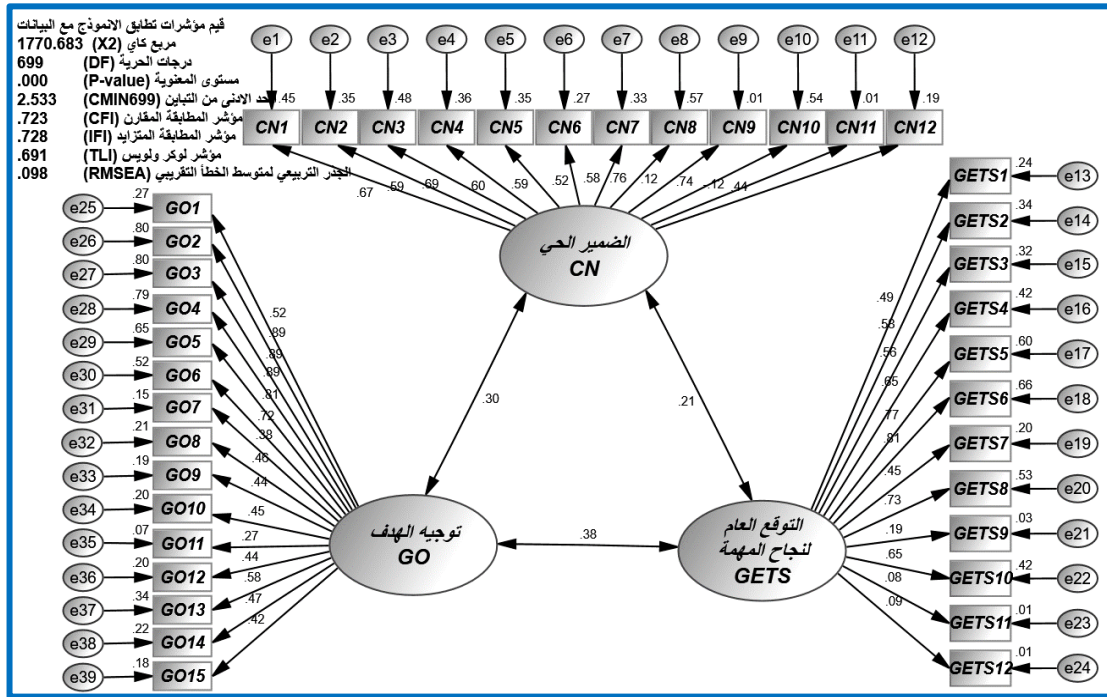 قيم مؤشرات تطابق الانموذج مع البيانات
مربع كاي (X2) 1770.683
درجات الحرية (DF) 699
مستوى المعنوية (P-value) .000
حد الادنى من التباين (CMIN699) 2.533
مؤشر المطابقة المقارن (CFI) .723
مؤشر المطابقة المتزايد (IFI) .728
مؤشر لوكر ولويس (TLI) .691
الجذر التربيعي لمتوسط الخطأ التقريبي (RMSEA) .098
e1 e2 e3 e4 e5 e6 e7 e8 e9 e10 e11 e12
.45 .35 .48 .36 .35 .27 .33 .57 .01 .54 .01 .19
CN1 CN2 CN3 CN4 CN5 CN6 CN7 CN8 CN9 CN10 CN11 CN12
.67 .59 .69 .60 .59 .52 .58 .76 .12 .74 -.12 .44
الضمير الحي
CN
.30
.21
.38
e25 .27 GO1 .52
e26 .80 GO2 .89
e27 .80 GO3 .89
e28 .79 GO4 .89
e29 .65 GO5 .81
e30 .52 GO6 .72
e31 .15 GO7 .38
e32 .21 GO8 .46
e33 .19 GO9 .44
e34 .20 GO10 .45
e35 .07 GO11 .27
e36 .20 GO12 .44
e37 .34 GO13 .58
e38 .22 GO14 .47
e39 .18 GO15 .42
توجيه الهدف
GO
التوقع العام
لنجاح المهمة
GETS
.49 GETS1 .24 e13
.58 GETS2 .34 e14
.56 GETS3 .32 e15
.65 GETS4 .42 e16
.77 GETS5 .60 e17
.81 GETS6 .66 e18
.45 GETS7 .20 e19
.73 GETS8 .53 e20
.19 GETS9 .03 e21
.65 GETS10 .42 e22
.08 GETS11 .01 e23
.09 GETS12 .01 e24